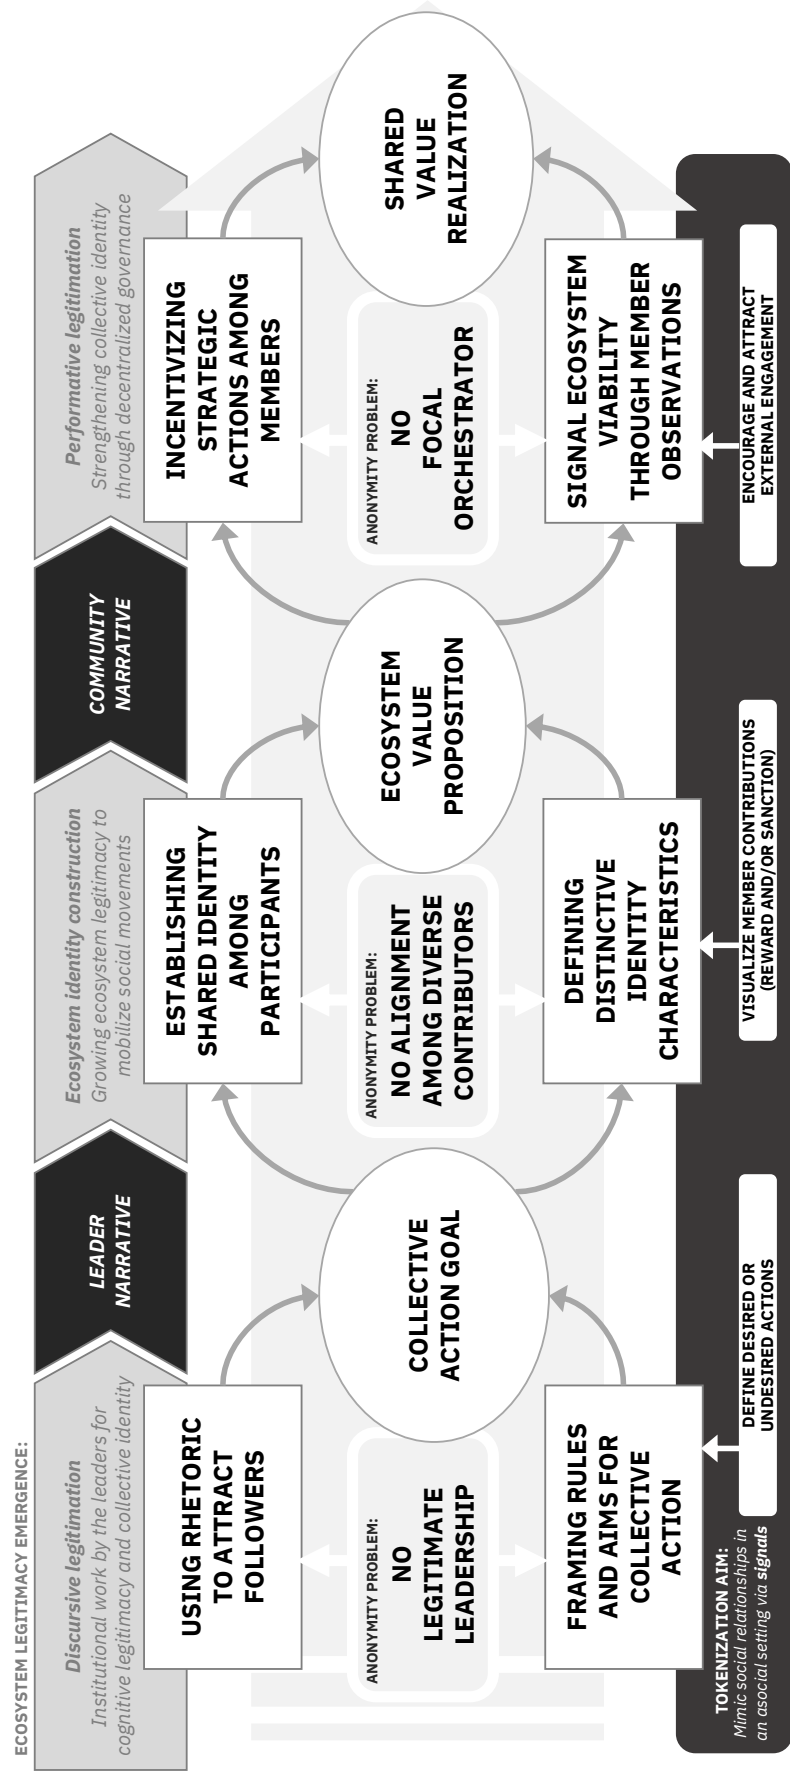 ECOSYSTEM LEGITIMACY EMERGENCE:
Discursive legitimation
Institutional work by the leaders for
cognitive legitimacy and collective identity
LEADER
NARRATIVE
Ecosystem identity construction
Growing ecosystem legitimacy to
mobilize social movements
COMMUNITY
NARRATIVE
Performative legitimation
Strengthening collective identity
through decentralized governance
USING RHETORIC
TO ATTRACT
FOLLOWERS
ESTABLISHING
SHARED IDENTITY
AMONG
PARTICIPANTS
INCENTIVIZING
STRATEGIC
ACTIONS AMONG
MEMBERS
ANONYMITY PROBLEM:
NO
LEGITIMATE
LEADERSHIP
COLLECTIVE
ACTION GOAL
ANONYMITY PROBLEM:
NO ALIGNMENT
AMONG DIVERSE
CONTRIBUTORS
ECOSYSTEM
VALUE
PROPOSITION
ANONYMITY PROBLEM:
NO
FOCAL
ORCHESTRATOR
SHARED
VALUE
REALIZATION
FRAMING RULES
AND AIMS FOR
COLLECTIVE
ACTION
DEFINING
DISTINCTIVE
IDENTITY
CHARACTERISTICS
SIGNAL ECOSYSTEM
VIABILITY
THROUGH MEMBER
OBSERVATIONS
TOKENIZATION AIM:
Mimic social relationships in
an asocial setting via signals
DEFINE DESIRED OR
UNDESIRED ACTIONS
VISUALIZE MEMBER CONTRIBUTIONS
(REWARD AND/OR SANCTION)
ENCOURAGE AND ATTRACT
EXTERNAL ENGAGEMENT